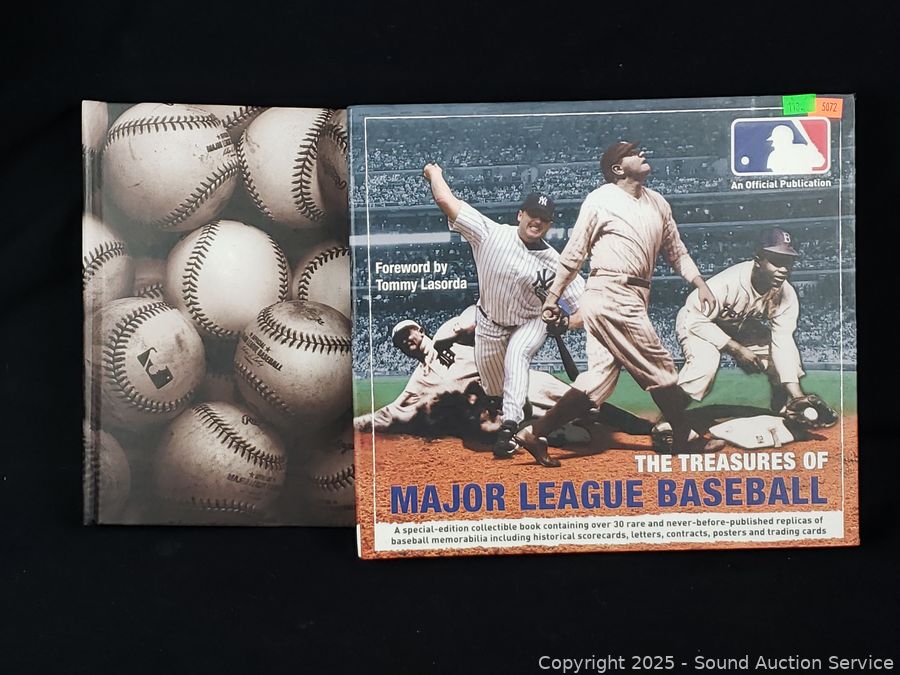 1132 5072
An Official Publication
Foreword by
Tommy Lasorda
THE TREASURES OF
MAJOR LEAGUE BASEBALL
A special-edition collectible book containing over 30 rare and never-before-published replicas of
baseball memorabilia including historical scorecards, letters, contracts, posters and trading cards
Copyright 2025 - Sound Auction Service